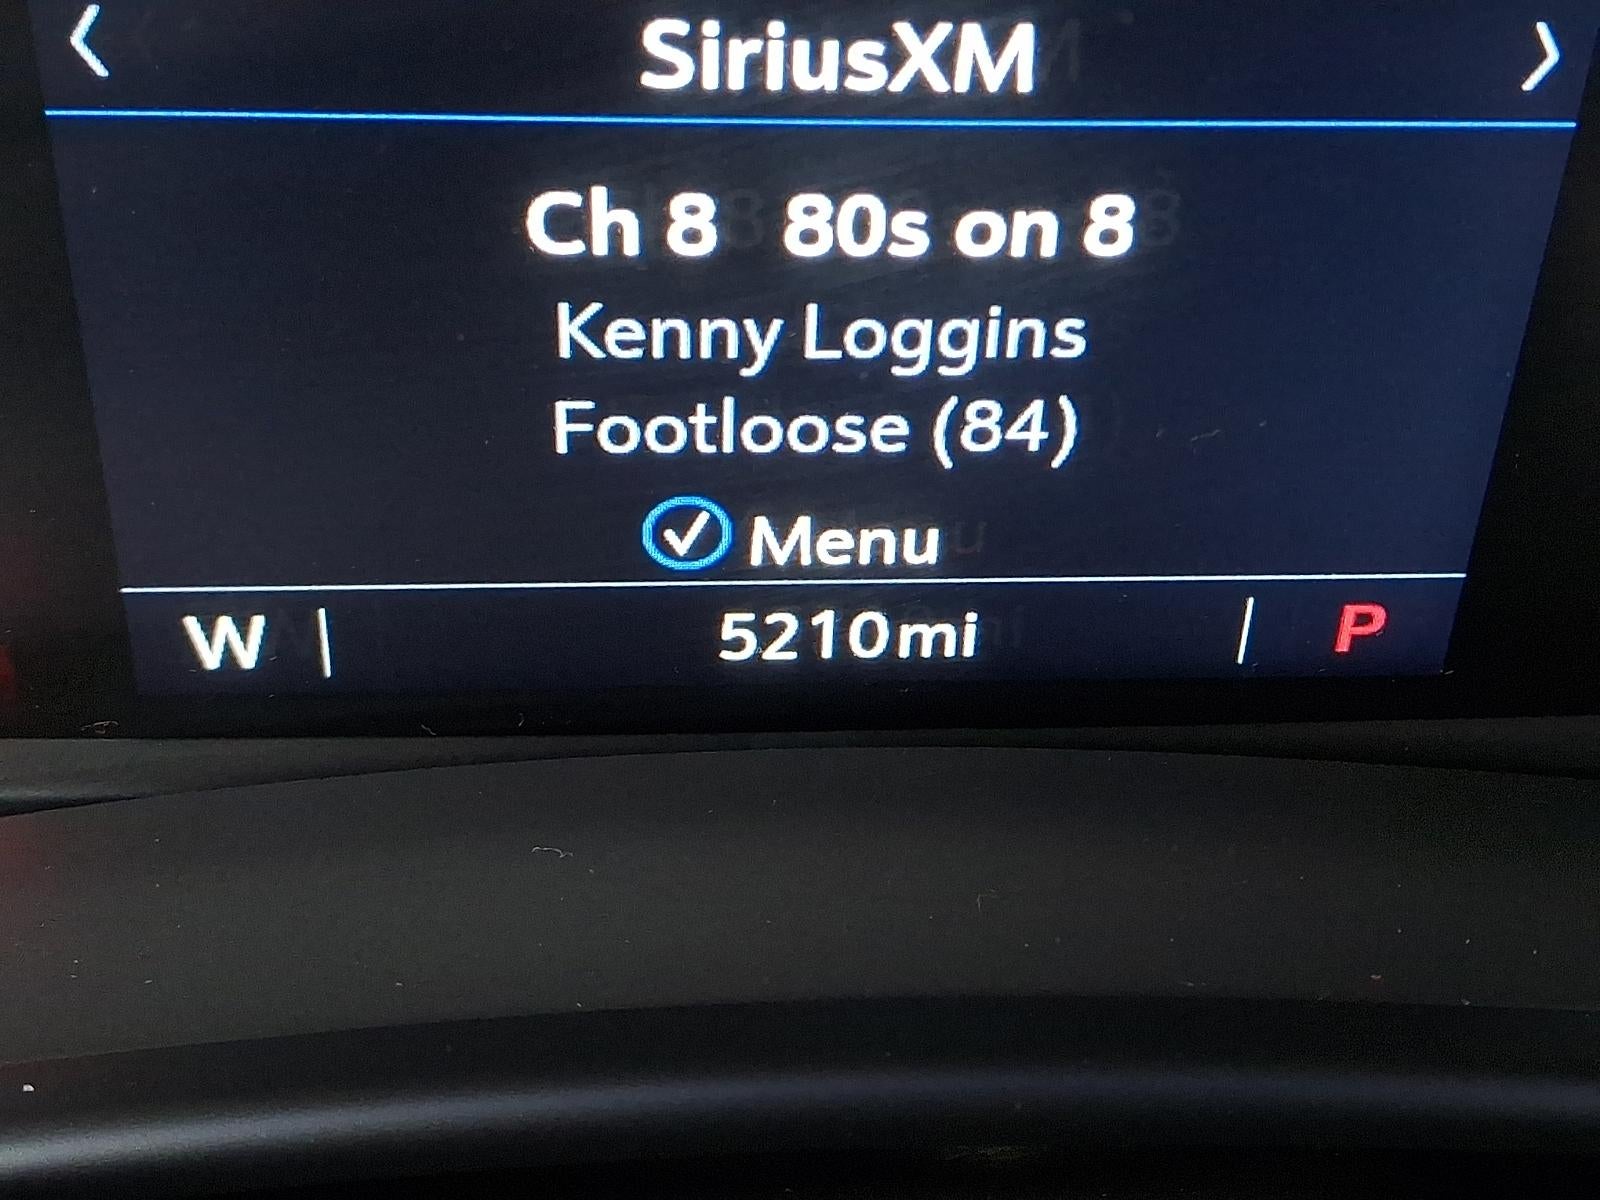 SiriusXM
Ch 8 80s on 8
Kenny Loggins
Footloose (84)
Menu
W 5210mi P